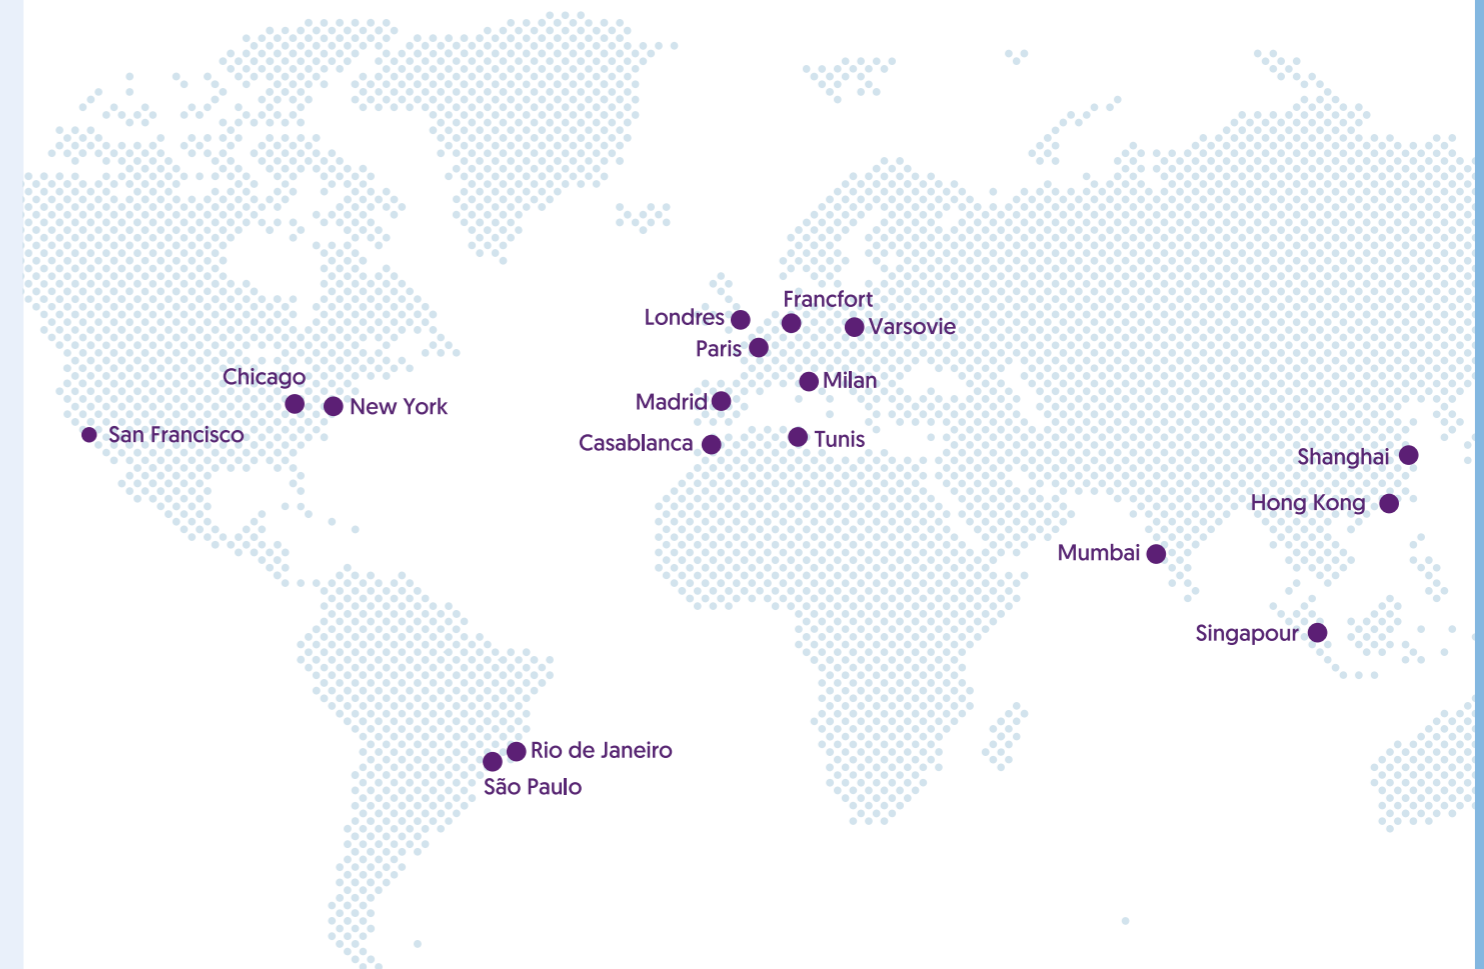 Francfort
Londres
Varsovie
Paris
Chicago
Milan
New York
Madrid
San Francisco
Casablanca
Tunis
Shanghai
Hong Kong
Mumbai
Singapour
Rio de Janeiro
São Paulo